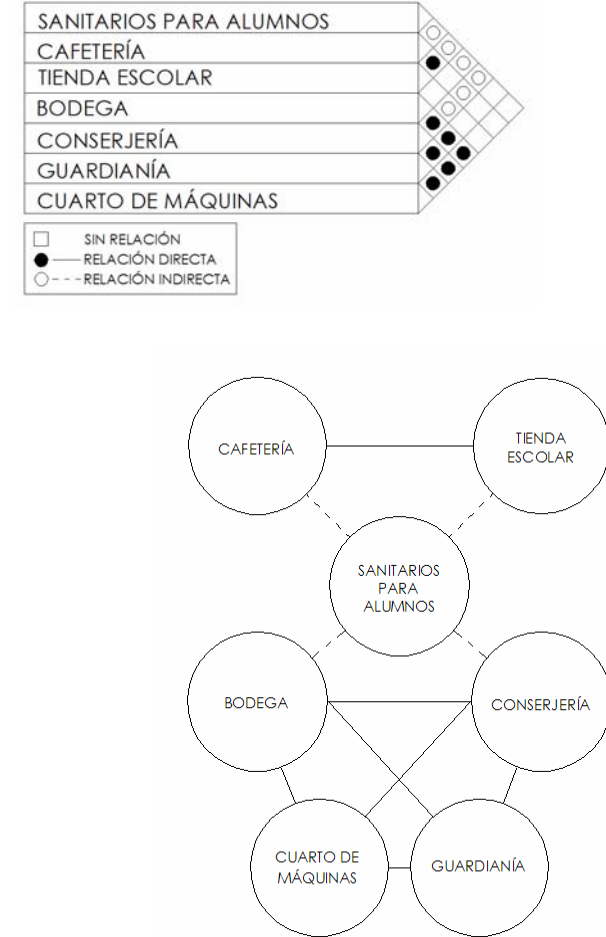 SANITARIOS PARA ALUMNOS
CAFETERÍA
TIENDA ESCOLAR
BODEGA
CONSERJERÍA
GUARDIANÍA
CUARTO DE MÁQUINAS
SIN RELACIÓN
RELACIÓN DIRECTA
RELACIÓN INDIRECTA
CAFETERÍA
TIENDA
ESCOLAR
SANITARIOS
PARA
ALUMNOS
BODEGA
CONSERJERÍA
CUARTO DE
MÁQUINAS
GUARDIANÍA